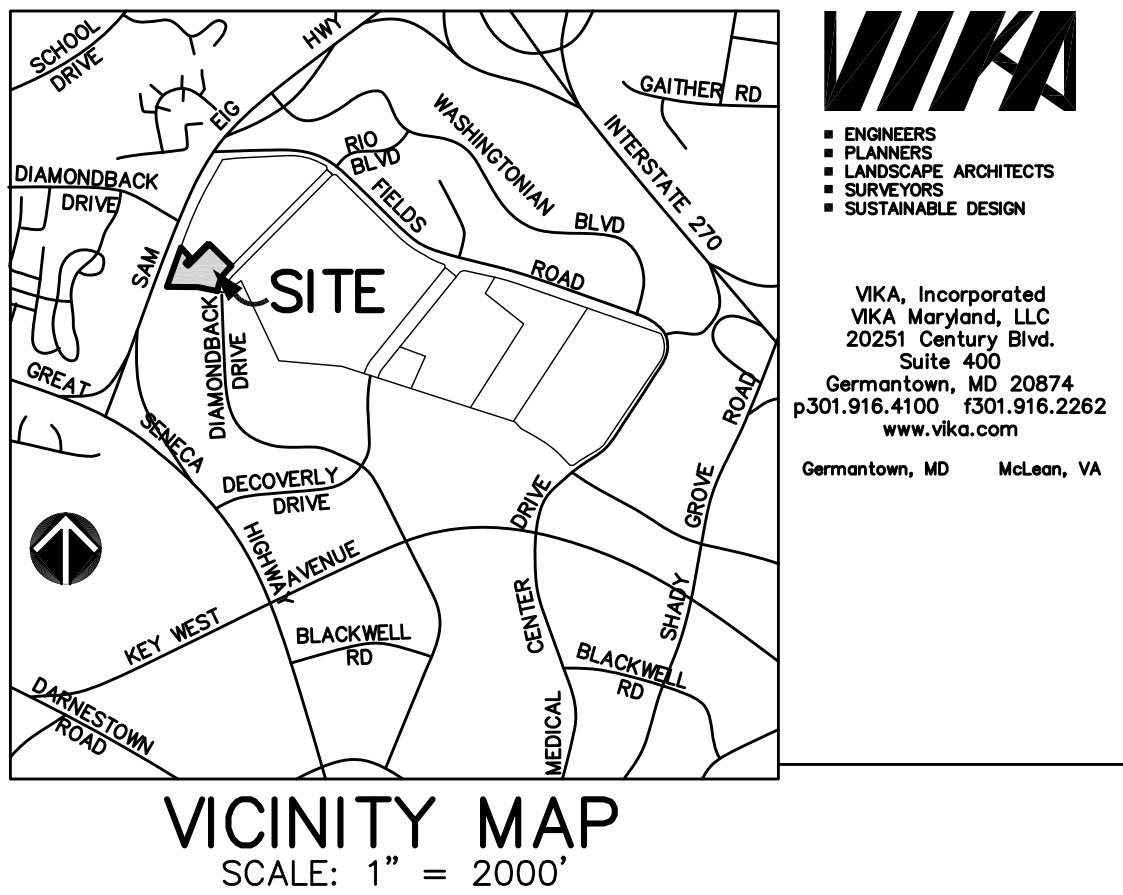 SCHOOL
DRIVE
HWY
EIG
SAM
GAITHER RD
INTERSTATE 270
WASHINGTONIAN
BLVD
RIO
BLVD
FIELDS
ROAD
DIAMONDBACK
DRIVE
SITE
DIAMONDBACK
DRIVE
GREAT
SENECA
HIGHWAY
DECOVERLY
DRIVE
DRIVE
CENTER
MEDICAL
ROAD
GROVE
SHADY
AVENUE
KEY WEST
BLACKWELL
RD
BLACKWELL
RD
DARNESTOWN
ROAD
VICINITY MAP
SCALE: 1" = 2000'
VIKA
ENGINEERS
PLANNERS
LANDSCAPE ARCHITECTS
SURVEYORS
SUSTAINABLE DESIGN
VIKA, Incorporated
VIKA Maryland, LLC
20251 Century Blvd.
Suite 400
Germantown, MD 20874
p301.916.4100 f301.916.2262
www.vika.com
Germantown, MD McLean, VA